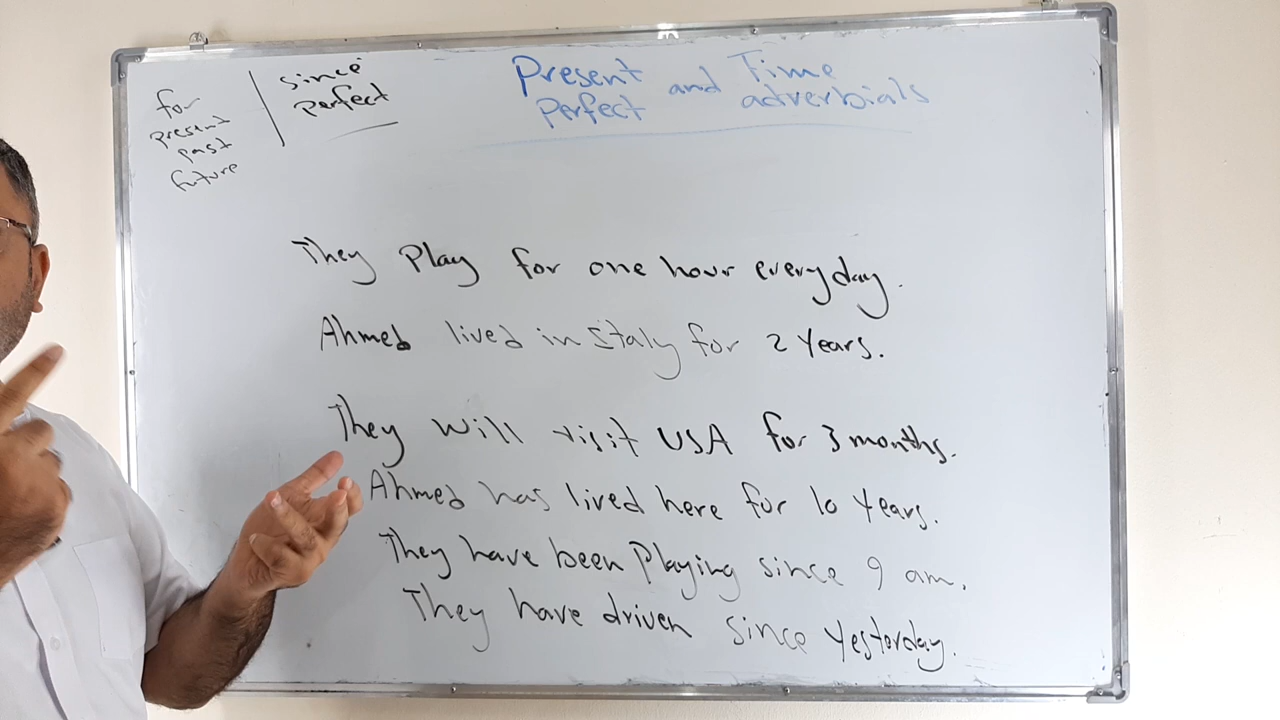 for
present
past
future
since
perfect
Present and Time
perfect adverbials
They Play for one hour everyday.
Ahmed lived in Italy for 2 Years.
They will visit USA for 3 months.
Ahmed has lived here for 10 Years.
They have been Playing since 9 am.
They have driven since Yesterday.